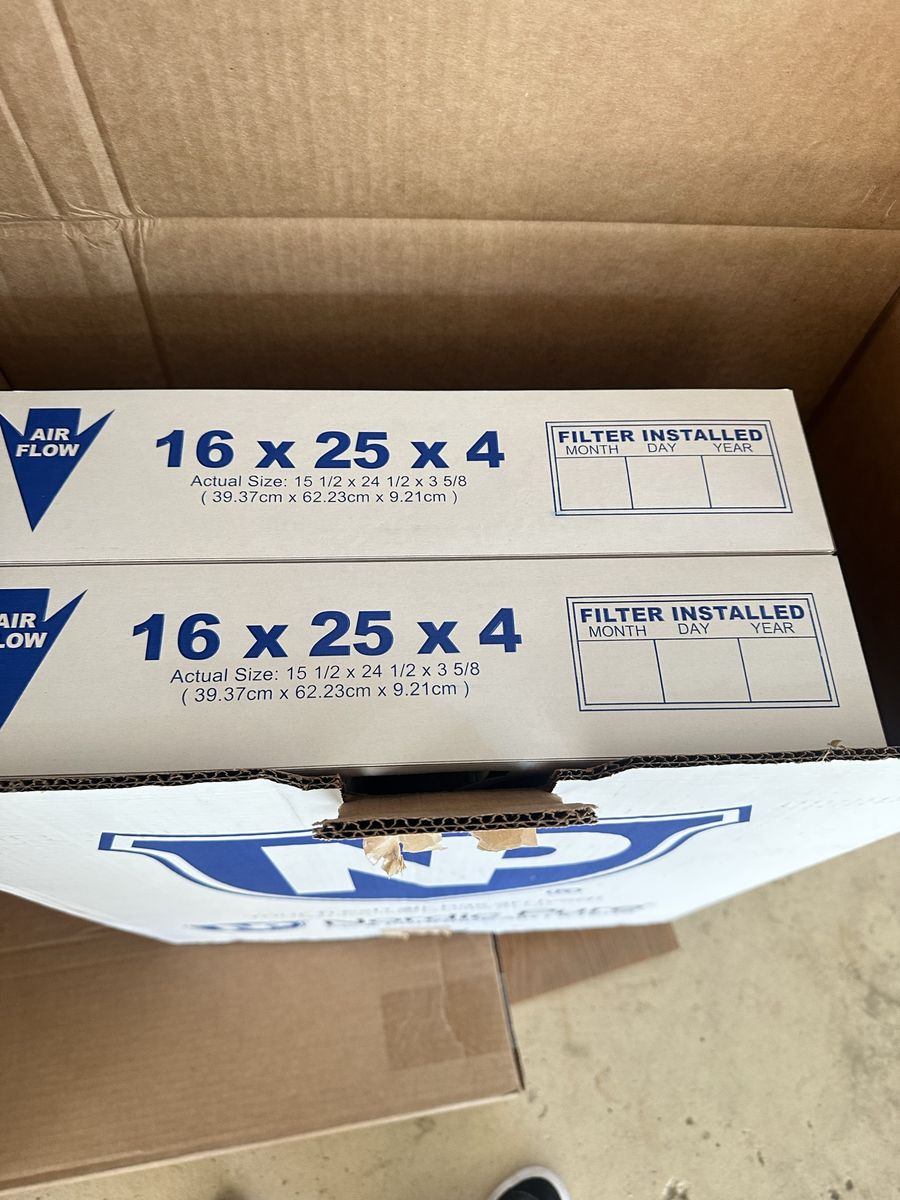 AIR
FLOW
16 x 25 x 4
Actual Size: 15 1/2 x 24 1/2 x 3 5/8
( 39.37cm x 62.23cm x 9.21cm )
FILTER INSTALLED
MONTH DAY YEAR
AIR
LOW
16 x 25 x 4
Actual Size: 15 1/2 x 24 1/2 x 3 5/8
( 39.37cm x 62.23cm x 9.21cm )
FILTER INSTALLED
MONTH DAY YEAR
NP